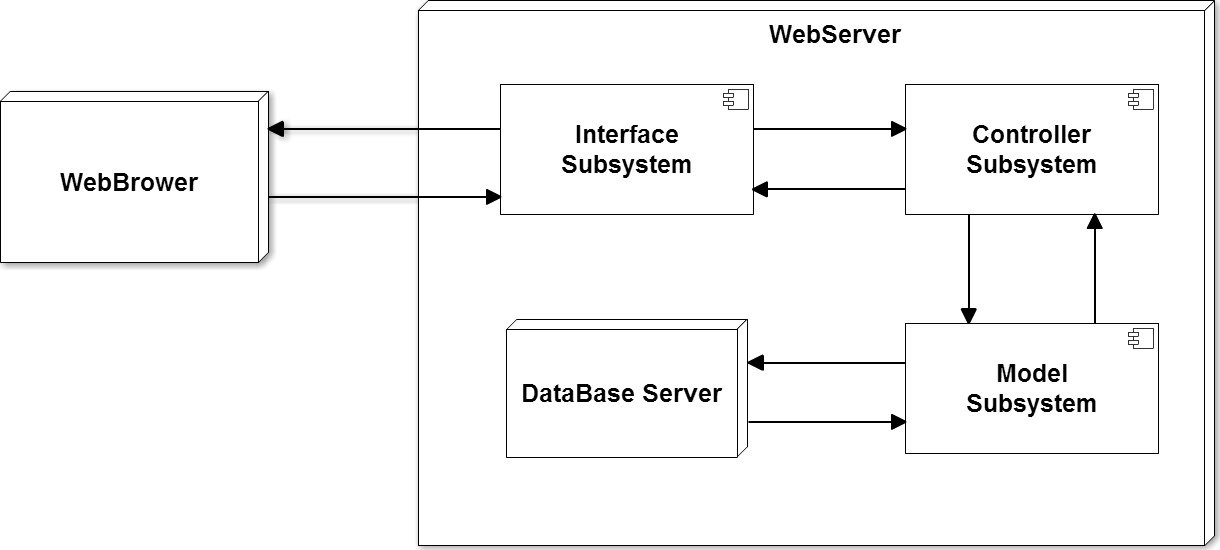 WebServer
WebBrower
Interface
Subsystem
Controller
Subsystem
DataBase Server
Model
Subsystem